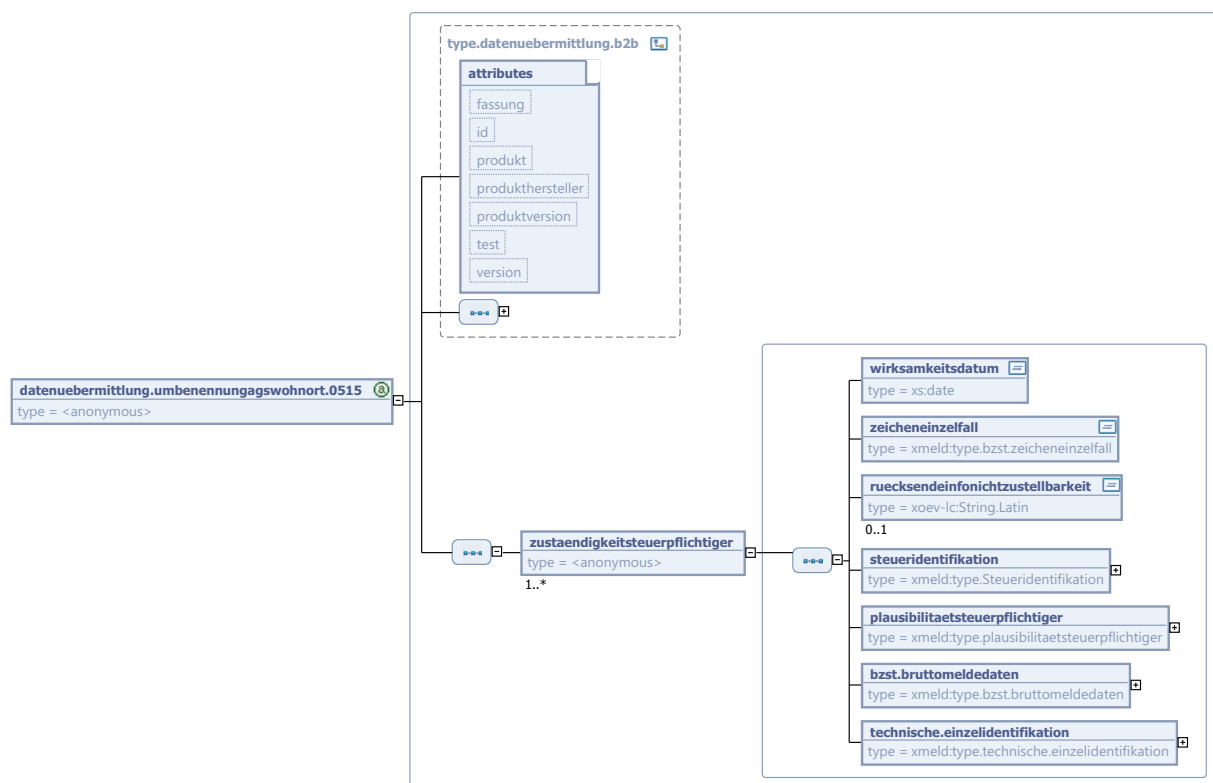 type.datenuebermittlung.b2b
attributes
fassung
id
produkt
produkthersteller
produktversion
test
version
datenuebermittlung.umbenennungagswohnort.0515
a
type = <anonymous>
zustaendigkeitsteuerpflichtiger
type = <anonymous>
1..*
wirksamkeitsdatum
type = xs:date
zeicheneinzelfall
type = xmeld:type.bzst.zeicheneinzelfall
ruecksendeinfonichtzustellbarkeit
type = xoev-lc:String.Latin
0..1
steueridentifikation
type = xmeld:type.Steueridentifikation
plausibilitaetsteuerpflichtiger
type = xmeld:type.plausibilitaetsteuerpflichtiger
bzst.bruttomeldedaten
type = xmeld:type.bzst.bruttomeldedaten
technische.einzelidentifikation
type = xmeld:type.technische.einzelidentifikation